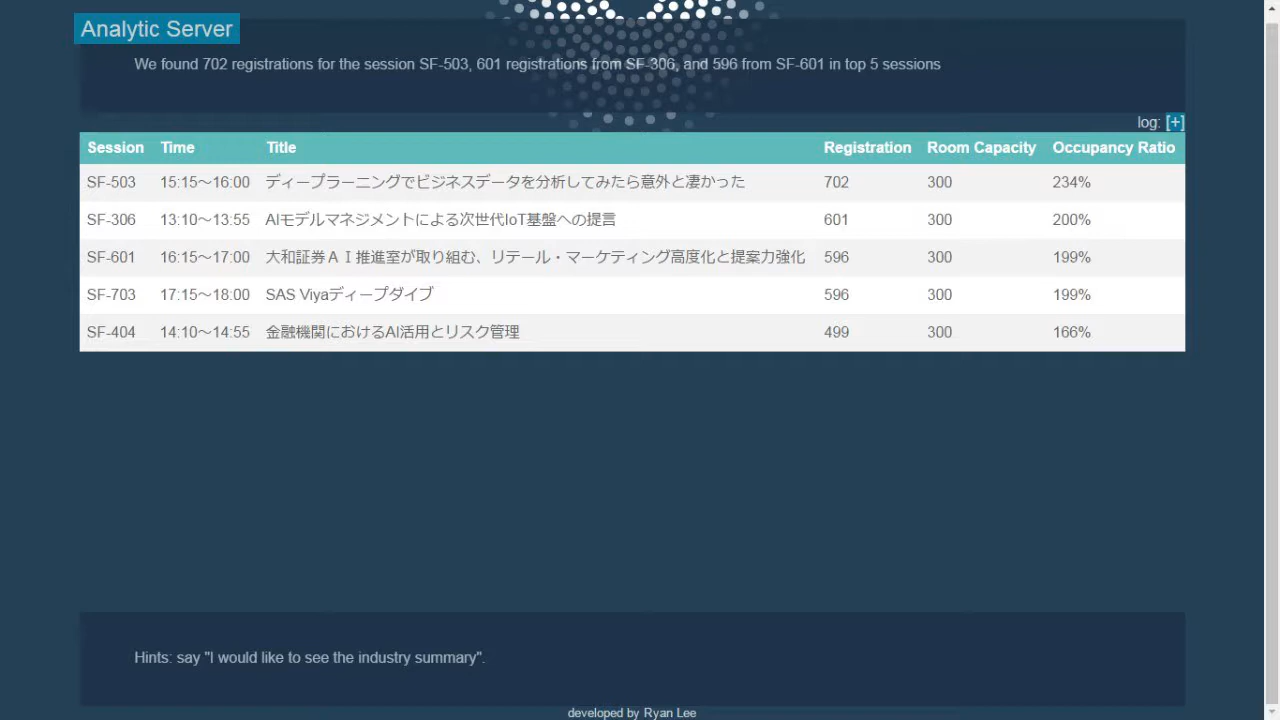 Analytic Server
We found 702 registrations for the session SF-503, 601 registrations from SF-306, and 596 from SF-601 in top 5 sessions
log: [+]
Session Time Title Registration Room Capacity Occupancy Ratio
SF-503 15:15～16:00 ディープラーニングでビジネスデータを分析してみたら意外と凄かった 702 300 234%
SF-306 13:10～13:55 AIモデルマネジメントによる次世代IoT基盤への提言 601 300 200%
SF-601 16:15～17:00 大和証券ＡＩ推進室が取り組む、リテール・マーケティング高度化と提案力強化 596 300 199%
SF-703 17:15～18:00 SAS Viyaディープダイブ 596 300 199%
SF-404 14:10～14:55 金融機関におけるAI活用とリスク管理 499 300 166%
Hints: say "I would like to see the industry summary".
developed by Ryan Lee